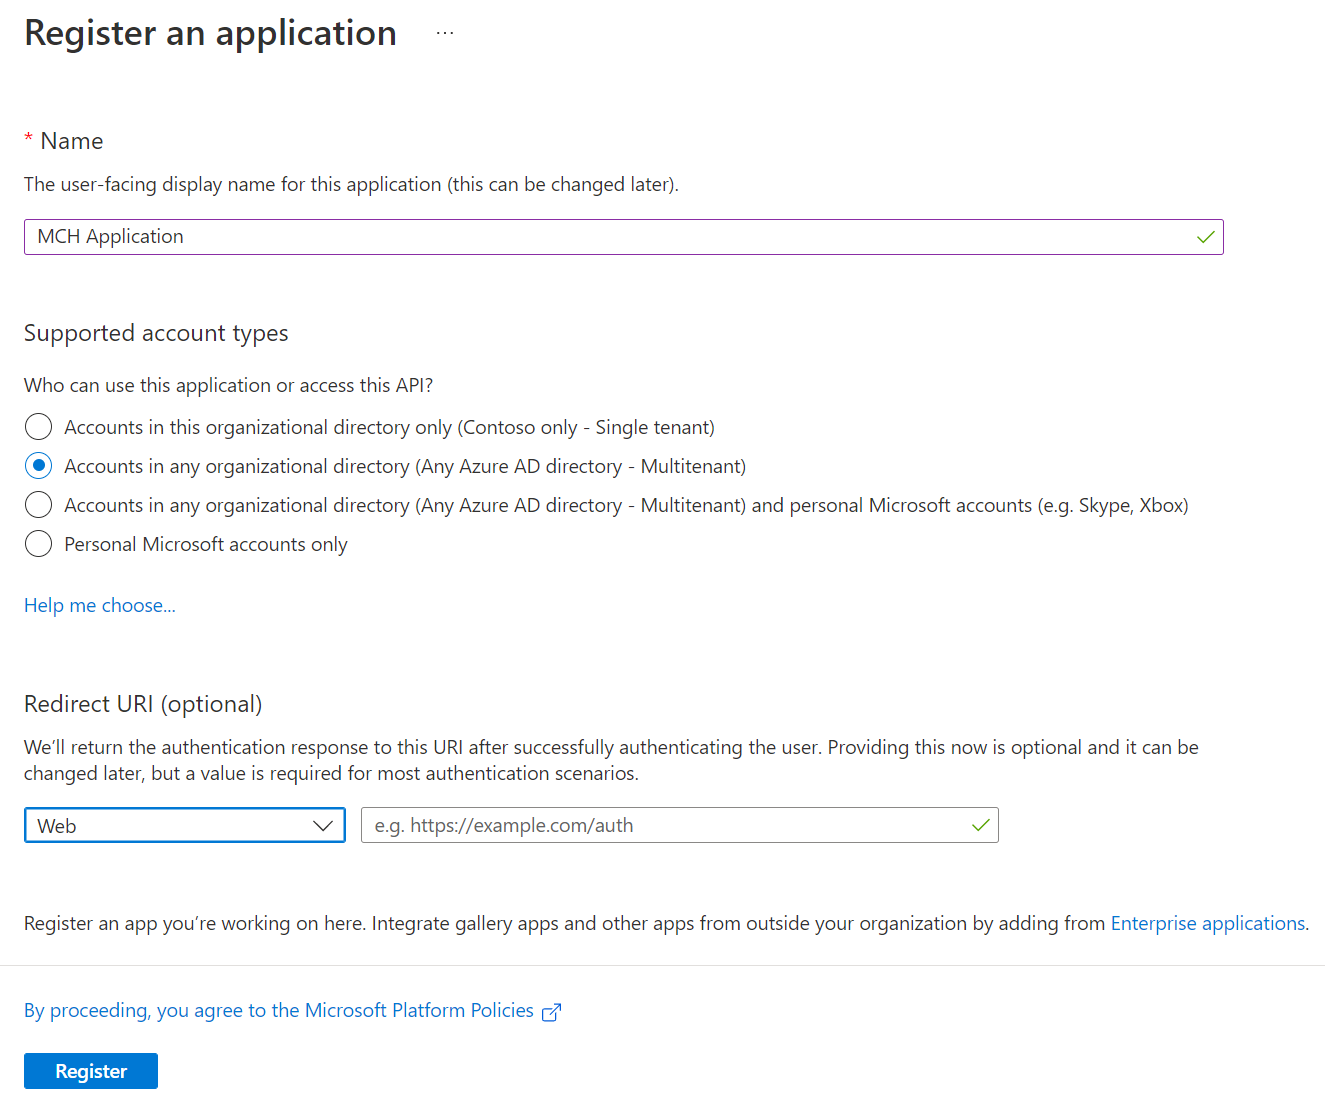 Register an application ...
* Name
The user-facing display name for this application (this can be changed later).
MCH Application
Supported account types
Who can use this application or access this API?
Accounts in this organizational directory only (Contoso only - Single tenant)
Accounts in any organizational directory (Any Azure AD directory - Multitenant)
Accounts in any organizational directory (Any Azure AD directory - Multitenant) and personal Microsoft accounts (e.g. Skype, Xbox)
Personal Microsoft accounts only
Help me choose...
Redirect URI (optional)
We’ll return the authentication response to this URI after successfully authenticating the user. Providing this now is optional and it can be
changed later, but a value is required for most authentication scenarios.
Web e.g. https://example.com/auth
Register an app you’re working on here. Integrate gallery apps and other apps from outside your organization by adding from Enterprise applications.
By proceeding, you agree to the Microsoft Platform Policies
Register